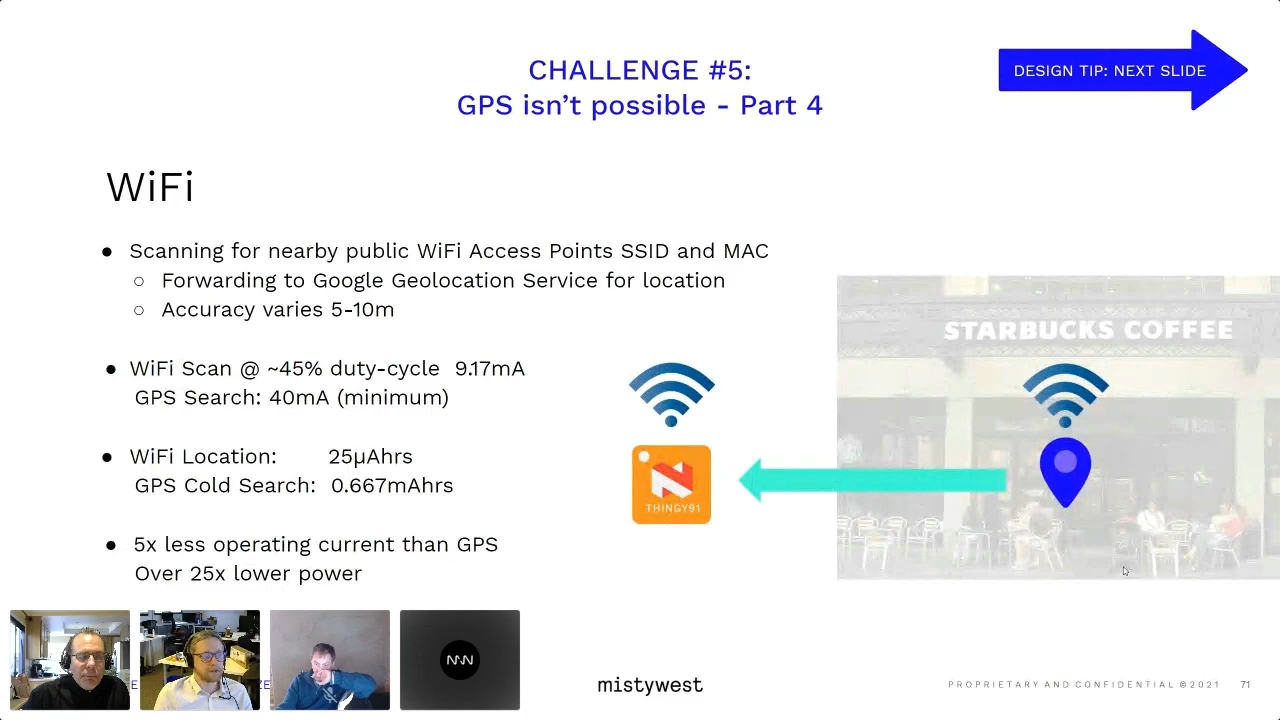 CHALLENGE #5:
GPS isn’t possible - Part 4
DESIGN TIP: NEXT SLIDE
WiFi
● Scanning for nearby public WiFi Access Points SSID and MAC
○ Forwarding to Google Geolocation Service for location
○ Accuracy varies 5-10m
● WiFi Scan @ ~45% duty-cycle 9.17mA
GPS Search: 40mA (minimum)
● WiFi Location: 25µAhrs
GPS Cold Search: 0.667mAhrs
● 5x less operating current than GPS
Over 25x lower power
STARBUCKS COFFEE
THINGY91
mistywest
PROPRIETARY AND CONFIDENTIAL ©2021
71